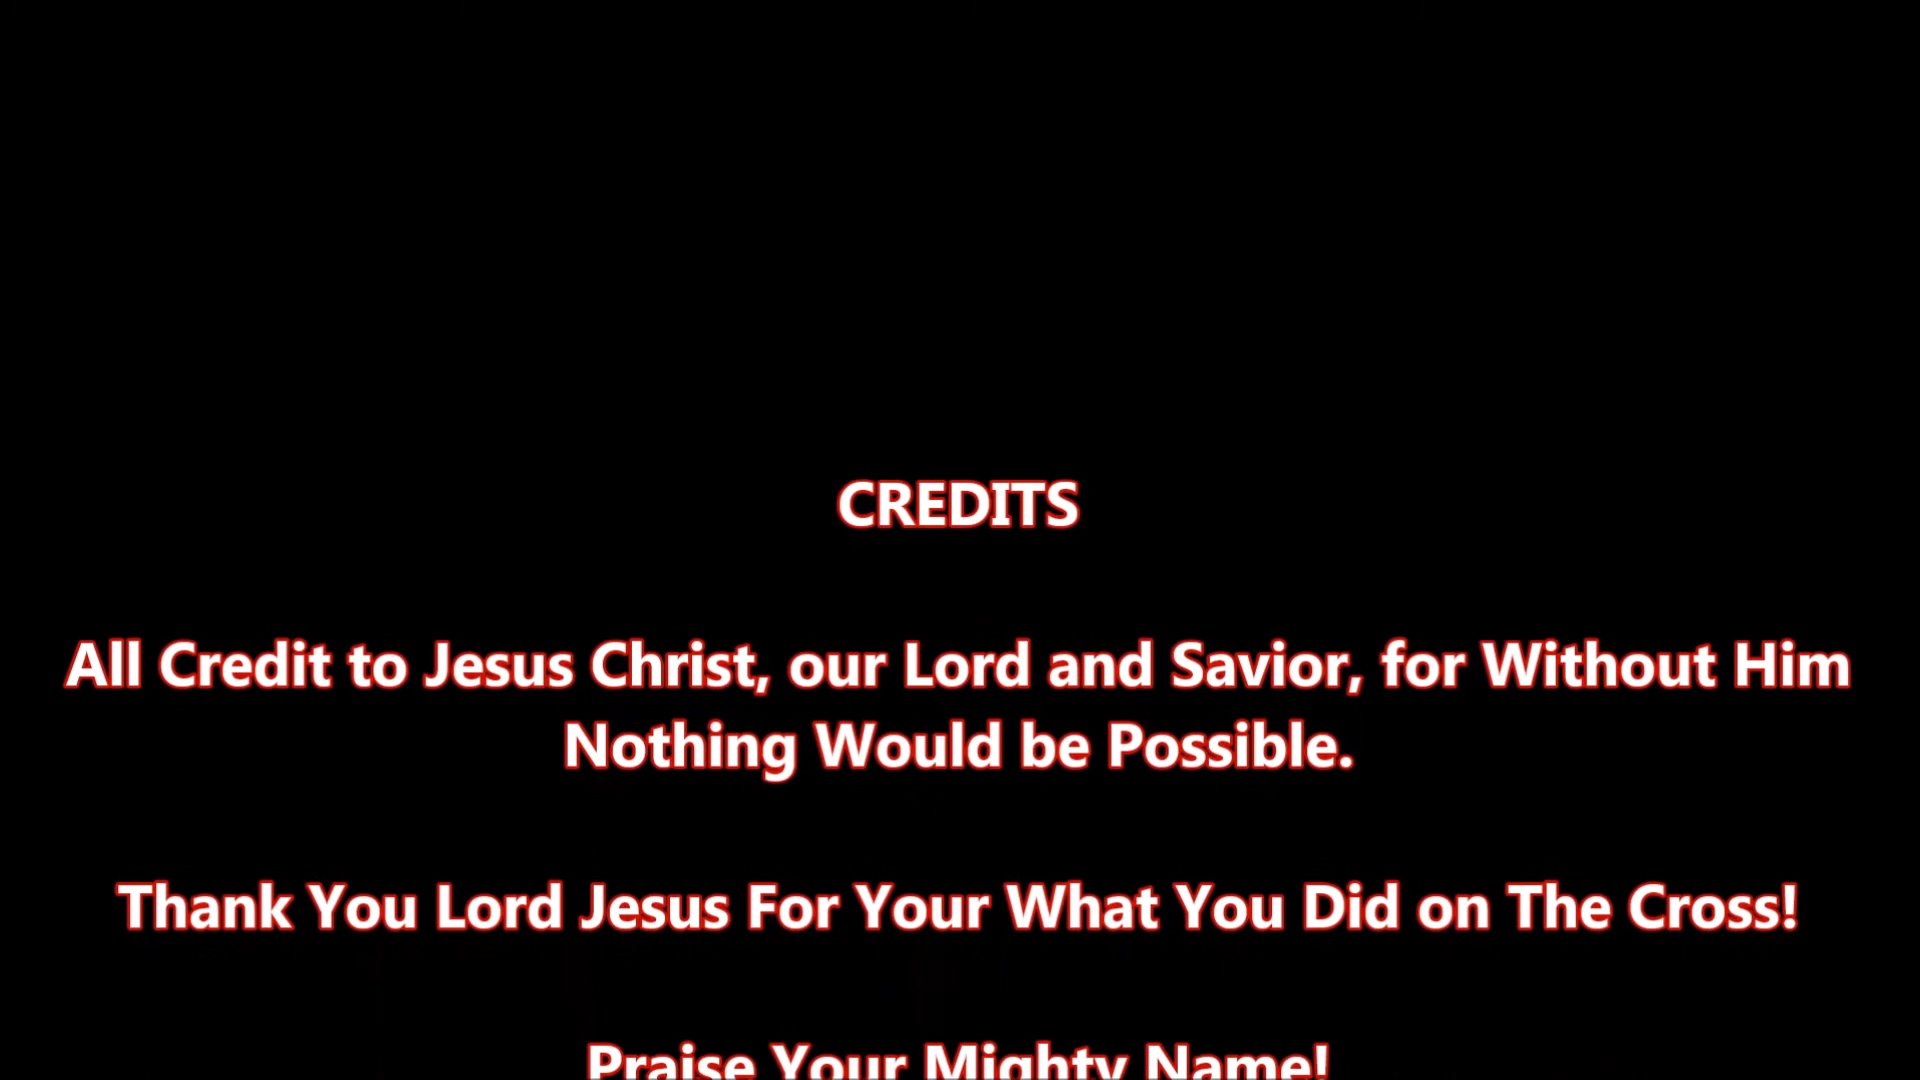 CREDITS
All Credit to Jesus Christ, our Lord and Savior, for Without Him
Nothing Would be Possible.
Thank You Lord Jesus For Your What You Did on The Cross!
Praise Your Mighty Name!